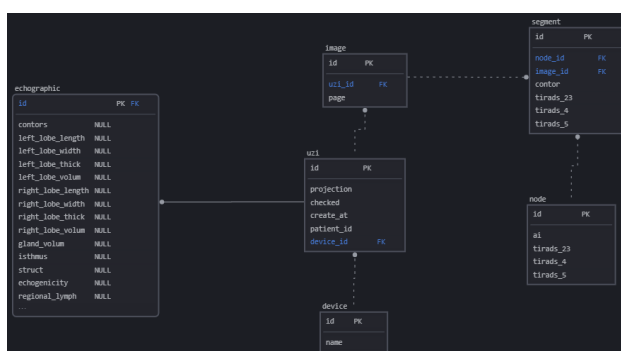 segment
id PK
node_id FK
image_id FK
contor
tirads_23
tirads_4
tirads_5
image
id PK
uzi_id FK
page
echographic
id PK FK
contors NULL
left_lobe_length NULL
left_lobe_width NULL
left_lobe_thick NULL
left_lobe_volum NULL
right_lobe_length NULL
right_lobe_width NULL
right_lobe_thick NULL
right_lobe_volum NULL
gland_volum NULL
isthmus NULL
struct NULL
echogenicity NULL
regional_lymph NULL
...
uzi
id PK
projection
checked
create_at
patient_id
device_id FK
node
id PK
ai
tirads_23
tirads_4
tirads_5
device
id PK
name